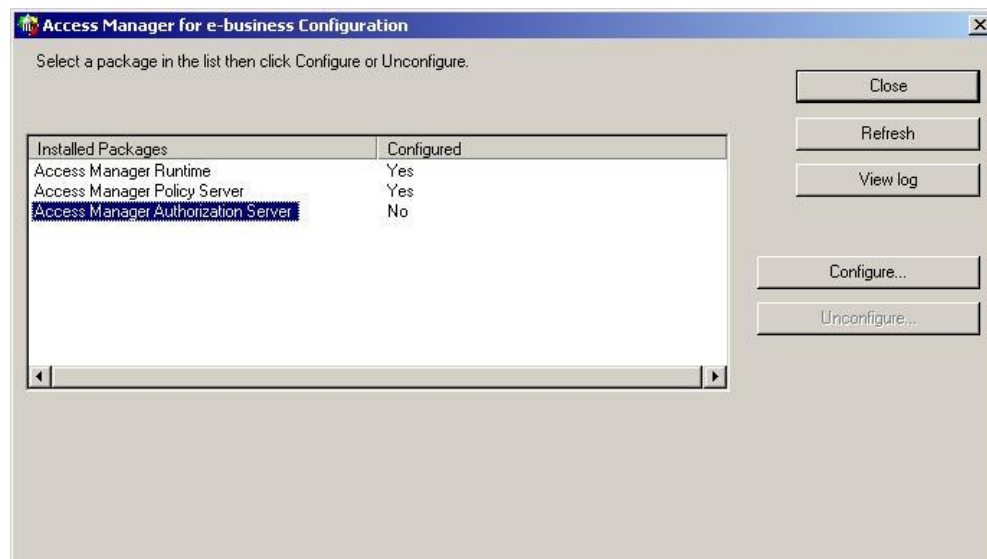 Access Manager for e-business Configuration
Select a package in the list then click Configure or Unconfigure.
Close
Refresh
View log
Installed Packages Configured
Access Manager Runtime Yes
Access Manager Policy Server Yes
Access Manager Authorization Server No
Configure...
Unconfigure...